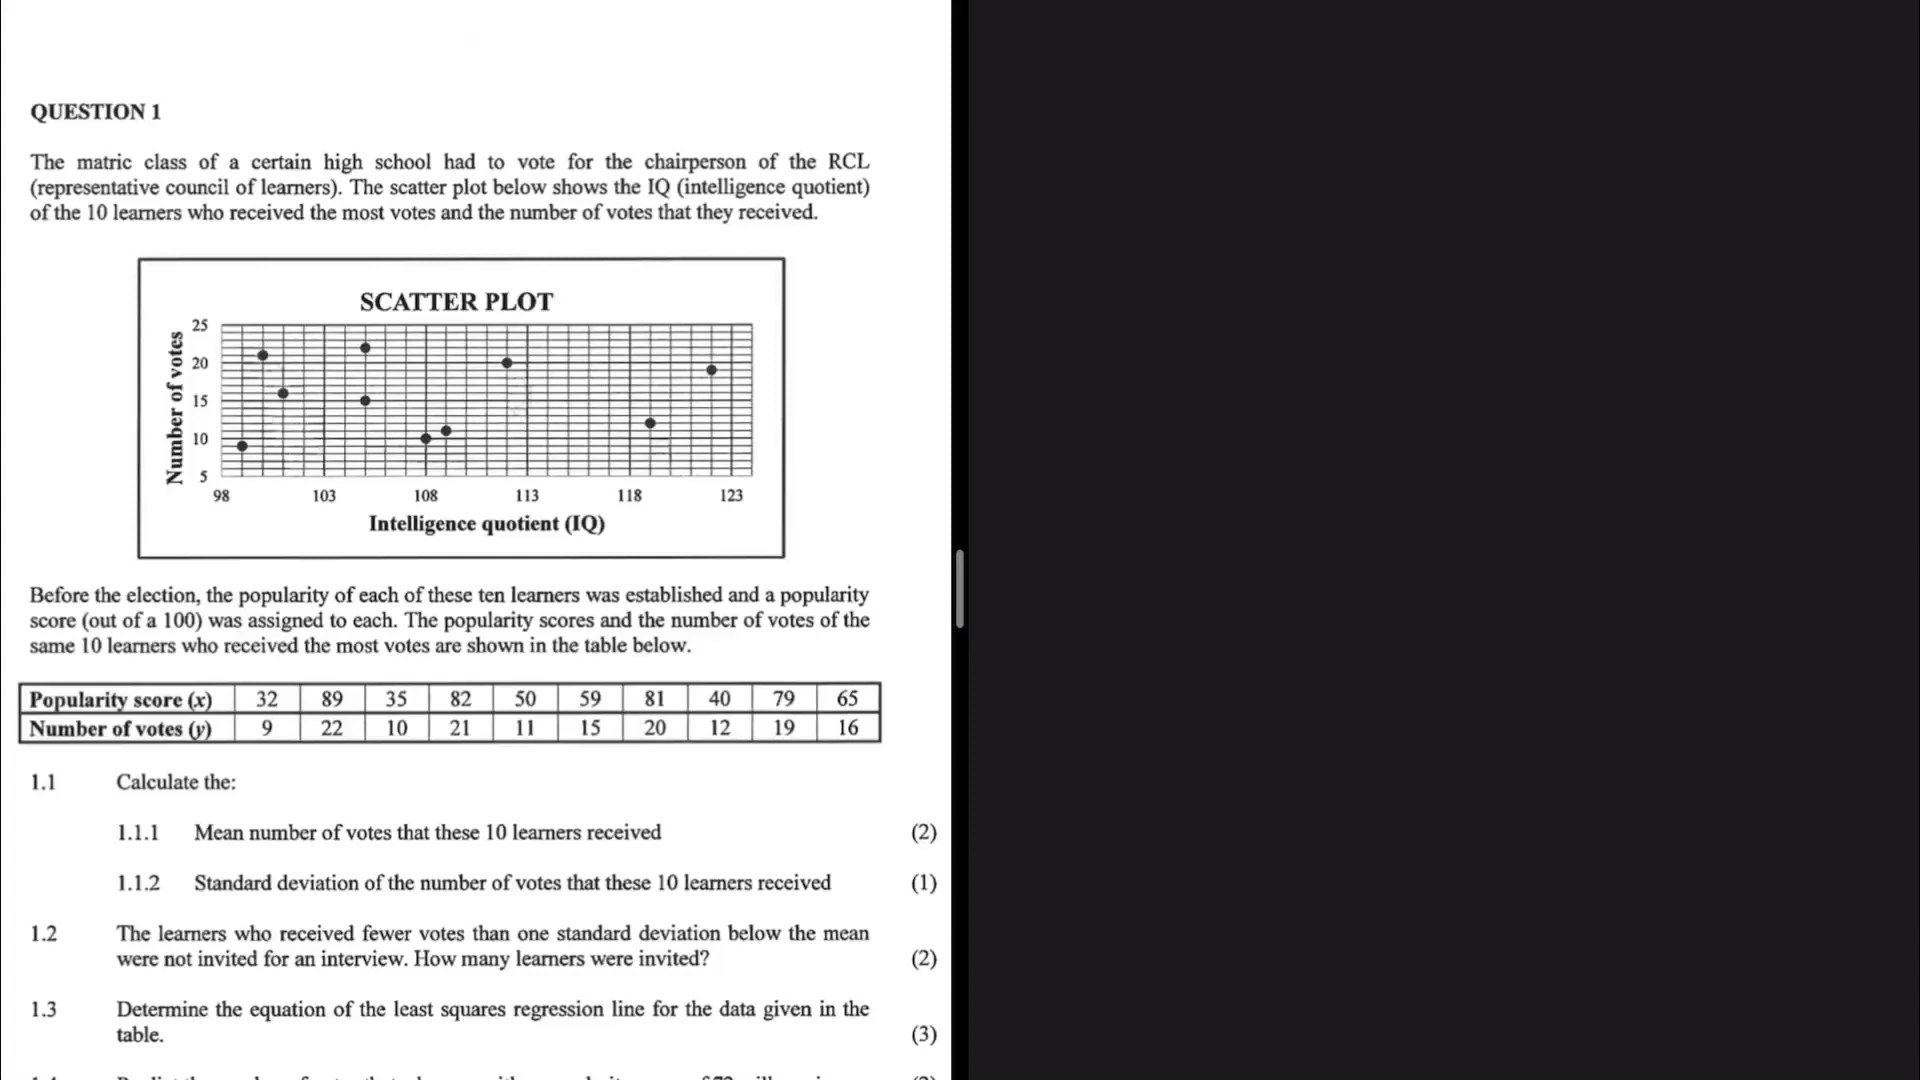 QUESTION 1
The matric class of a certain high school had to vote for the chairperson of the RCL
(representative council of learners). The scatter plot below shows the IQ (intelligence quotient)
of the 10 learners who received the most votes and the number of votes that they received.
SCATTER PLOT
Number of votes
25
20
15
10
5
98 103 108 113 118 123
Intelligence quotient (IQ)
Before the election, the popularity of each of these ten learners was established and a popularity
score (out of a 100) was assigned to each. The popularity scores and the number of votes of the
same 10 learners who received the most votes are shown in the table below.
Popularity score (x) 32 89 35 82 50 59 81 40 79 65
Number of votes (y) 9 22 10 21 11 15 20 12 19 16
1.1 Calculate the:
1.1.1 Mean number of votes that these 10 learners received (2)
1.1.2 Standard deviation of the number of votes that these 10 learners received (1)
1.2 The learners who received fewer votes than one standard deviation below the mean
were not invited for an interview. How many learners were invited? (2)
1.3 Determine the equation of the least squares regression line for the data given in the
table. (3)